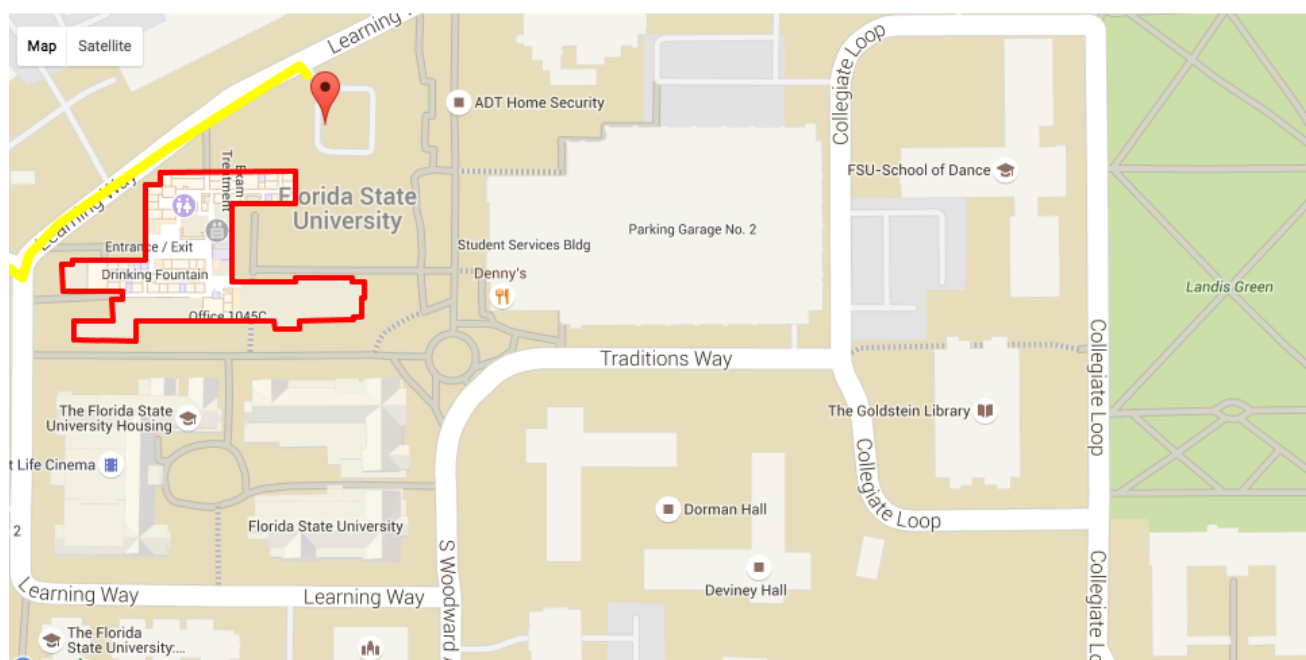 Map
Satellite
Learning W
Collegiate Loop
Collegiate Loop
ADT Home Security
FSU-School of Dance
Exam
Treatment
Learning Way
Florida State
University
Parking Garage No. 2
Entrance / Exit
Student Services Bldg
Drinking Fountain
Denny's
Landis Green
Office 1045C
Traditions Way
Collegiate Loop
The Florida State
University Housing
The Goldstein Library
t Life Cinema
Collegiate Loop
Dorman Hall
Florida State University
2
S Woodward A
Deviney Hall
Learning Way
Learning Way
Collegiate Lo
The Florida
State University:...